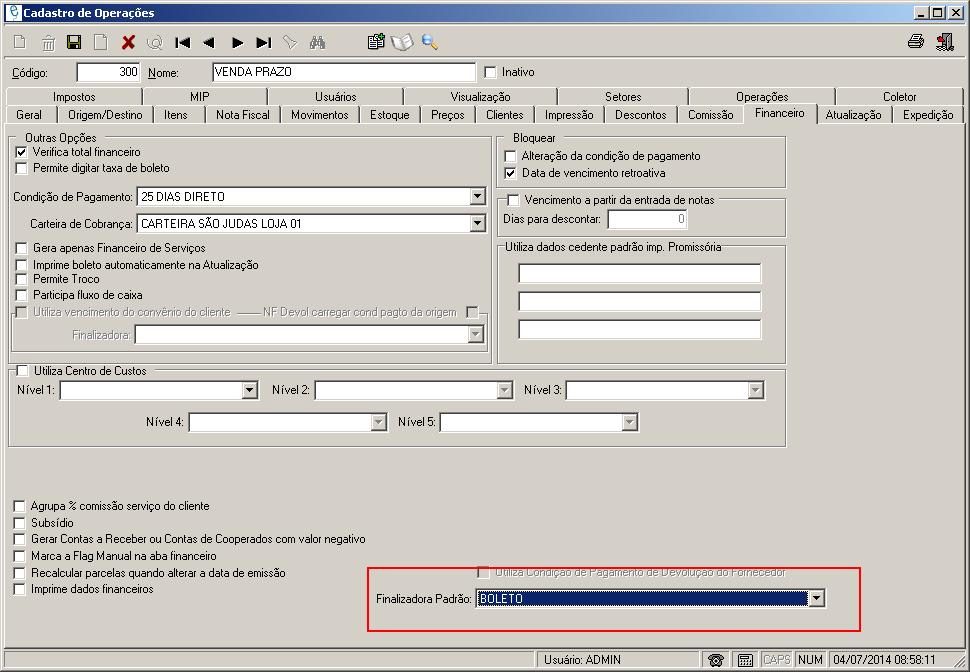 Cadastro de Operações
Código: 300 Nome: VENDA PRAZO Inativo
Impostos MIP Usuários Visualização Setores Operações Coletor
Geral Origem/Destino Itens Nota Fiscal Movimentos Estoque Preços Clientes Impressão Descontos Comissão Financeiro Atualização Expedição
Outras Opções
Verifica total financeiro
Permite digitar taxa de boleto
Condição de Pagamento: 25 DIAS DIRETO
Carteira de Cobrança: CARTEIRA SÃO JUDAS LOJA 01
Gera apenas Financeiro de Serviços
Imprime boleto automaticamente na Atualização
Permite Troco
Participa fluxo de caixa
Utiliza vencimento do convênio do cliente NF Devol carregar cond pagto da origem
Finalizadora:
Bloquear
Alteração da condição de pagamento
Data de vencimento retroativa
Vencimento a partir da entrada de notas
Dias para descontar: 0
Utiliza dados cedente padrão imp. Promissória
Utiliza Centro de Custos
Nível 1: Nível 2: Nível 3:
Nível 4: Nível 5:
Agrupa % comissão serviço do cliente
Subsídio
Gerar Contas a Receber ou Contas de Cooperados com valor negativo
Marca a Flag Manual na aba financeiro
Recalcular parcelas quando alterar a data de emissão
Imprime dados financeiros
Utiliza Condição de Pagamento de Devolução do Fornecedor
Finalizadora Padrão: BOLETO
Usuário: ADMIN CAPS NUM 04/07/2014 08:58:11